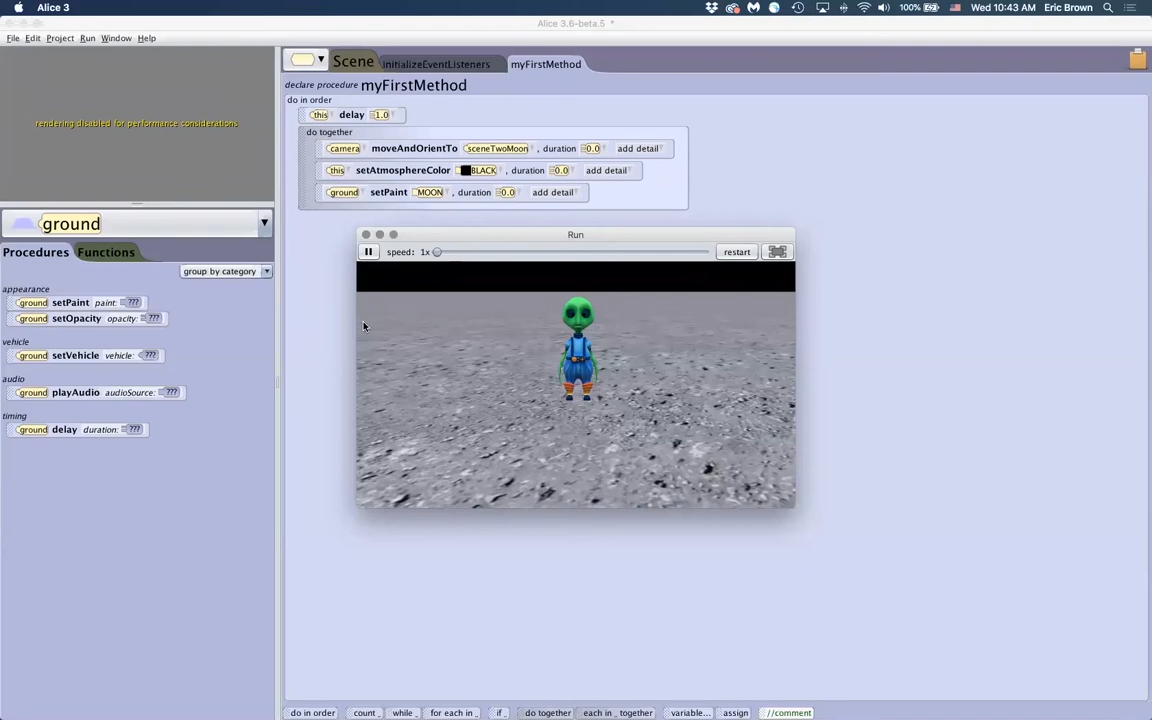 Alice 3 100% Wed 10:43 AM Eric Brown
Alice 3.6-beta.5 *
File Edit Project Run Window Help
Scene initializeEventListeners myFirstMethod
declare procedure myFirstMethod
do in order
this delay 1.0
do together
camera moveAndOrientTo sceneTwoMoon , duration 0.0 add detail
this setAtmosphereColor BLACK , duration 0.0 add detail
ground setPaint MOON , duration 0.0 add detail
rendering disabled for performance considerations
ground
Procedures Functions
group by category
appearance
ground setPaint paint: ???
ground setOpacity opacity: ???
vehicle
ground setVehicle vehicle: ???
audio
ground playAudio audioSource: ???
timing
ground delay duration: ???
Run
speed: 1x restart
do in order count_ while_ for each in_ if_ do together each in_ together variable... assign //comment